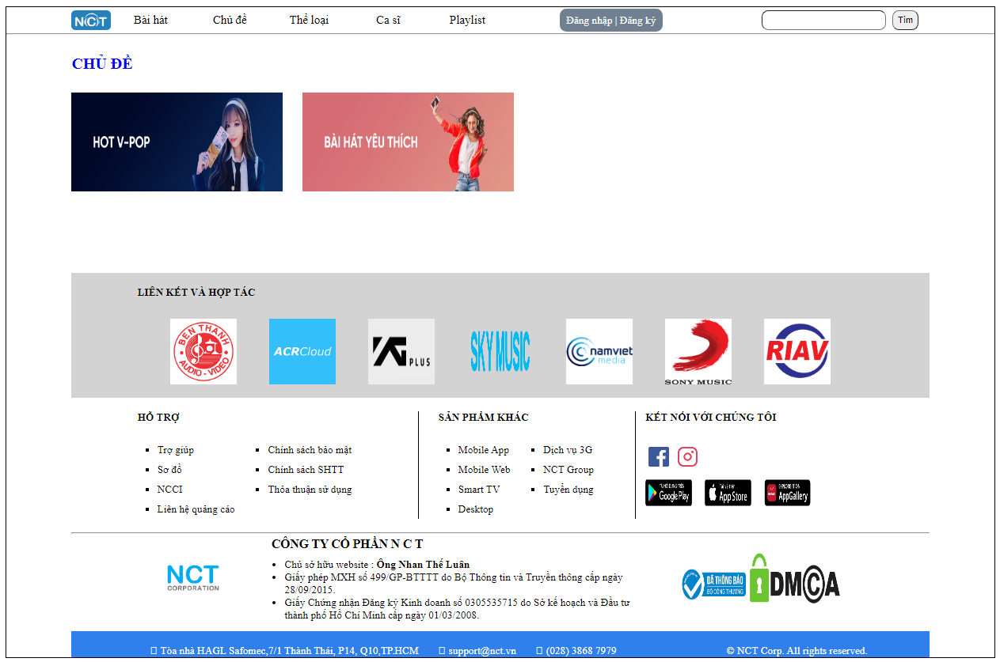 NCT Bài hát Chủ đề Thể loại Ca sĩ Playlist Đăng nhập | Đăng ký Tìm
CHỦ ĐỀ
HOT V-POP BÀI HÁT YÊU THÍCH
LIÊN KẾT VÀ HỢP TÁC
BEN THANH AUDIO - VIDEO ACRCloud YG PLUS SKY MUSIC namviet media SONY MUSIC RIAV
HỖ TRỢ SẢN PHẨM KHÁC KẾT NỐI VỚI CHÚNG TÔI
Trợ giúp Chính sách bảo mật Mobile App Dịch vụ 3G
Sơ đồ Chính sách SHTT Mobile Web NCT Group
NCCI Thỏa thuận sử dụng Smart TV Tuyển dụng
Google Play App Store EXPLORE IT ON AppGallery
Liên hệ quảng cáo Desktop
CÔNG TY CỔ PHẦN N C T
NCT CORPORATION
Chủ sở hữu website : Ông Nhan Thế Luân
Giấy phép MXH số 499/GP-BTTTT do Bộ Thông tin và Truyền thông cấp ngày
28/09/2015.
Giấy Chứng nhận Đăng ký Kinh doanh số 0305535715 do Sở kế hoạch và Đầu tư
thành phố Hồ Chí Minh cấp ngày 01/03/2008.
ĐÃ THÔNG BÁO
BỘ CÔNG THƯƠNG
DMCA
Tòa nhà HAGL Safomec,7/1 Thành Thái, P14, Q10,TP.HCM support@nct.vn (028) 3868 7979 © NCT Corp. All rights reserved.